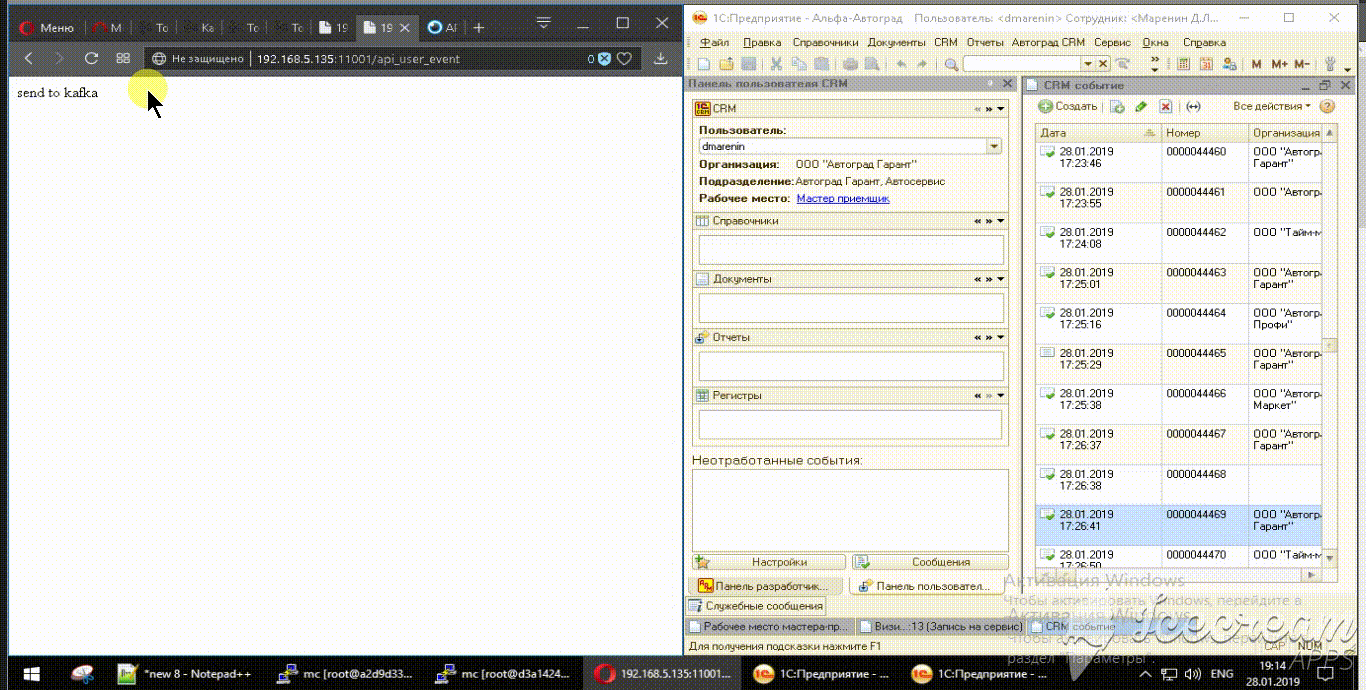 Меню
М
То
Ка
То
То
19
19
Ai
Не защищено
192.168.5.135:11001/api_user_event
0
send to kafka
1С:Предприятие - Альфа-Автоград Пользователь: <dmarenin> Сотрудник: <Маренин Д.Л...
Файл Правка Справочники Документы CRM Отчеты Автоград CRM Сервис Окна Справка
M M+ M-
Панель пользователя CRM
CRM
Пользователь:
dmarenin
Организация: ООО "Автоград Гарант"
Подразделение: Автоград Гарант, Автосервис
Рабочее место: Мастер приемщик
Справочники
Документы
Отчеты
Регистры
Неотработанные события:
Настройки
Сообщения
Панель разработчик...
Панель пользовател...
Служебные сообщения
CRM событие
Создать
Все действия
Дата Номер Организация
28.01.2019 0000044460 ООО "Автогр
17:23:46 Гарант"
28.01.2019 0000044461 ООО "Автогр
17:23:55
28.01.2019 0000044462 ООО "Тайм-м
17:24:08
28.01.2019 0000044463 ООО "Автогр
17:25:01 Гарант"
28.01.2019 0000044464 ООО "Автогр
17:25:16 Профи"
28.01.2019 0000044465 ООО "Автогр
17:25:29 Гарант"
28.01.2019 0000044466 ООО "Автогр
17:25:38 Маркет"
28.01.2019 0000044467 ООО "Автогр
17:26:37 Гарант"
28.01.2019 0000044468
17:26:38
28.01.2019 0000044469 ООО "Автогр
17:26:41 Гарант"
28.01.2019 0000044470 ООО "Тайм-м
17:26:50
Активация Windows
Чтобы активировать Windows, перейдите в
Активация Windows
раздел "Параметры".
Рабочее место мастера-пр...
Визи...:13 (Запись на сервис)
CRM событие
Для получения подсказки нажмите F1
CAP NUM
Icecream
APPS
*new 8 - Notepad++
mc [root@a2d9d33...
mc [root@d3a1424...
192.168.5.135:11001...
1С:Предприятие - ...
1С:Предприятие - ...
ENG
19:14
28.01.2019